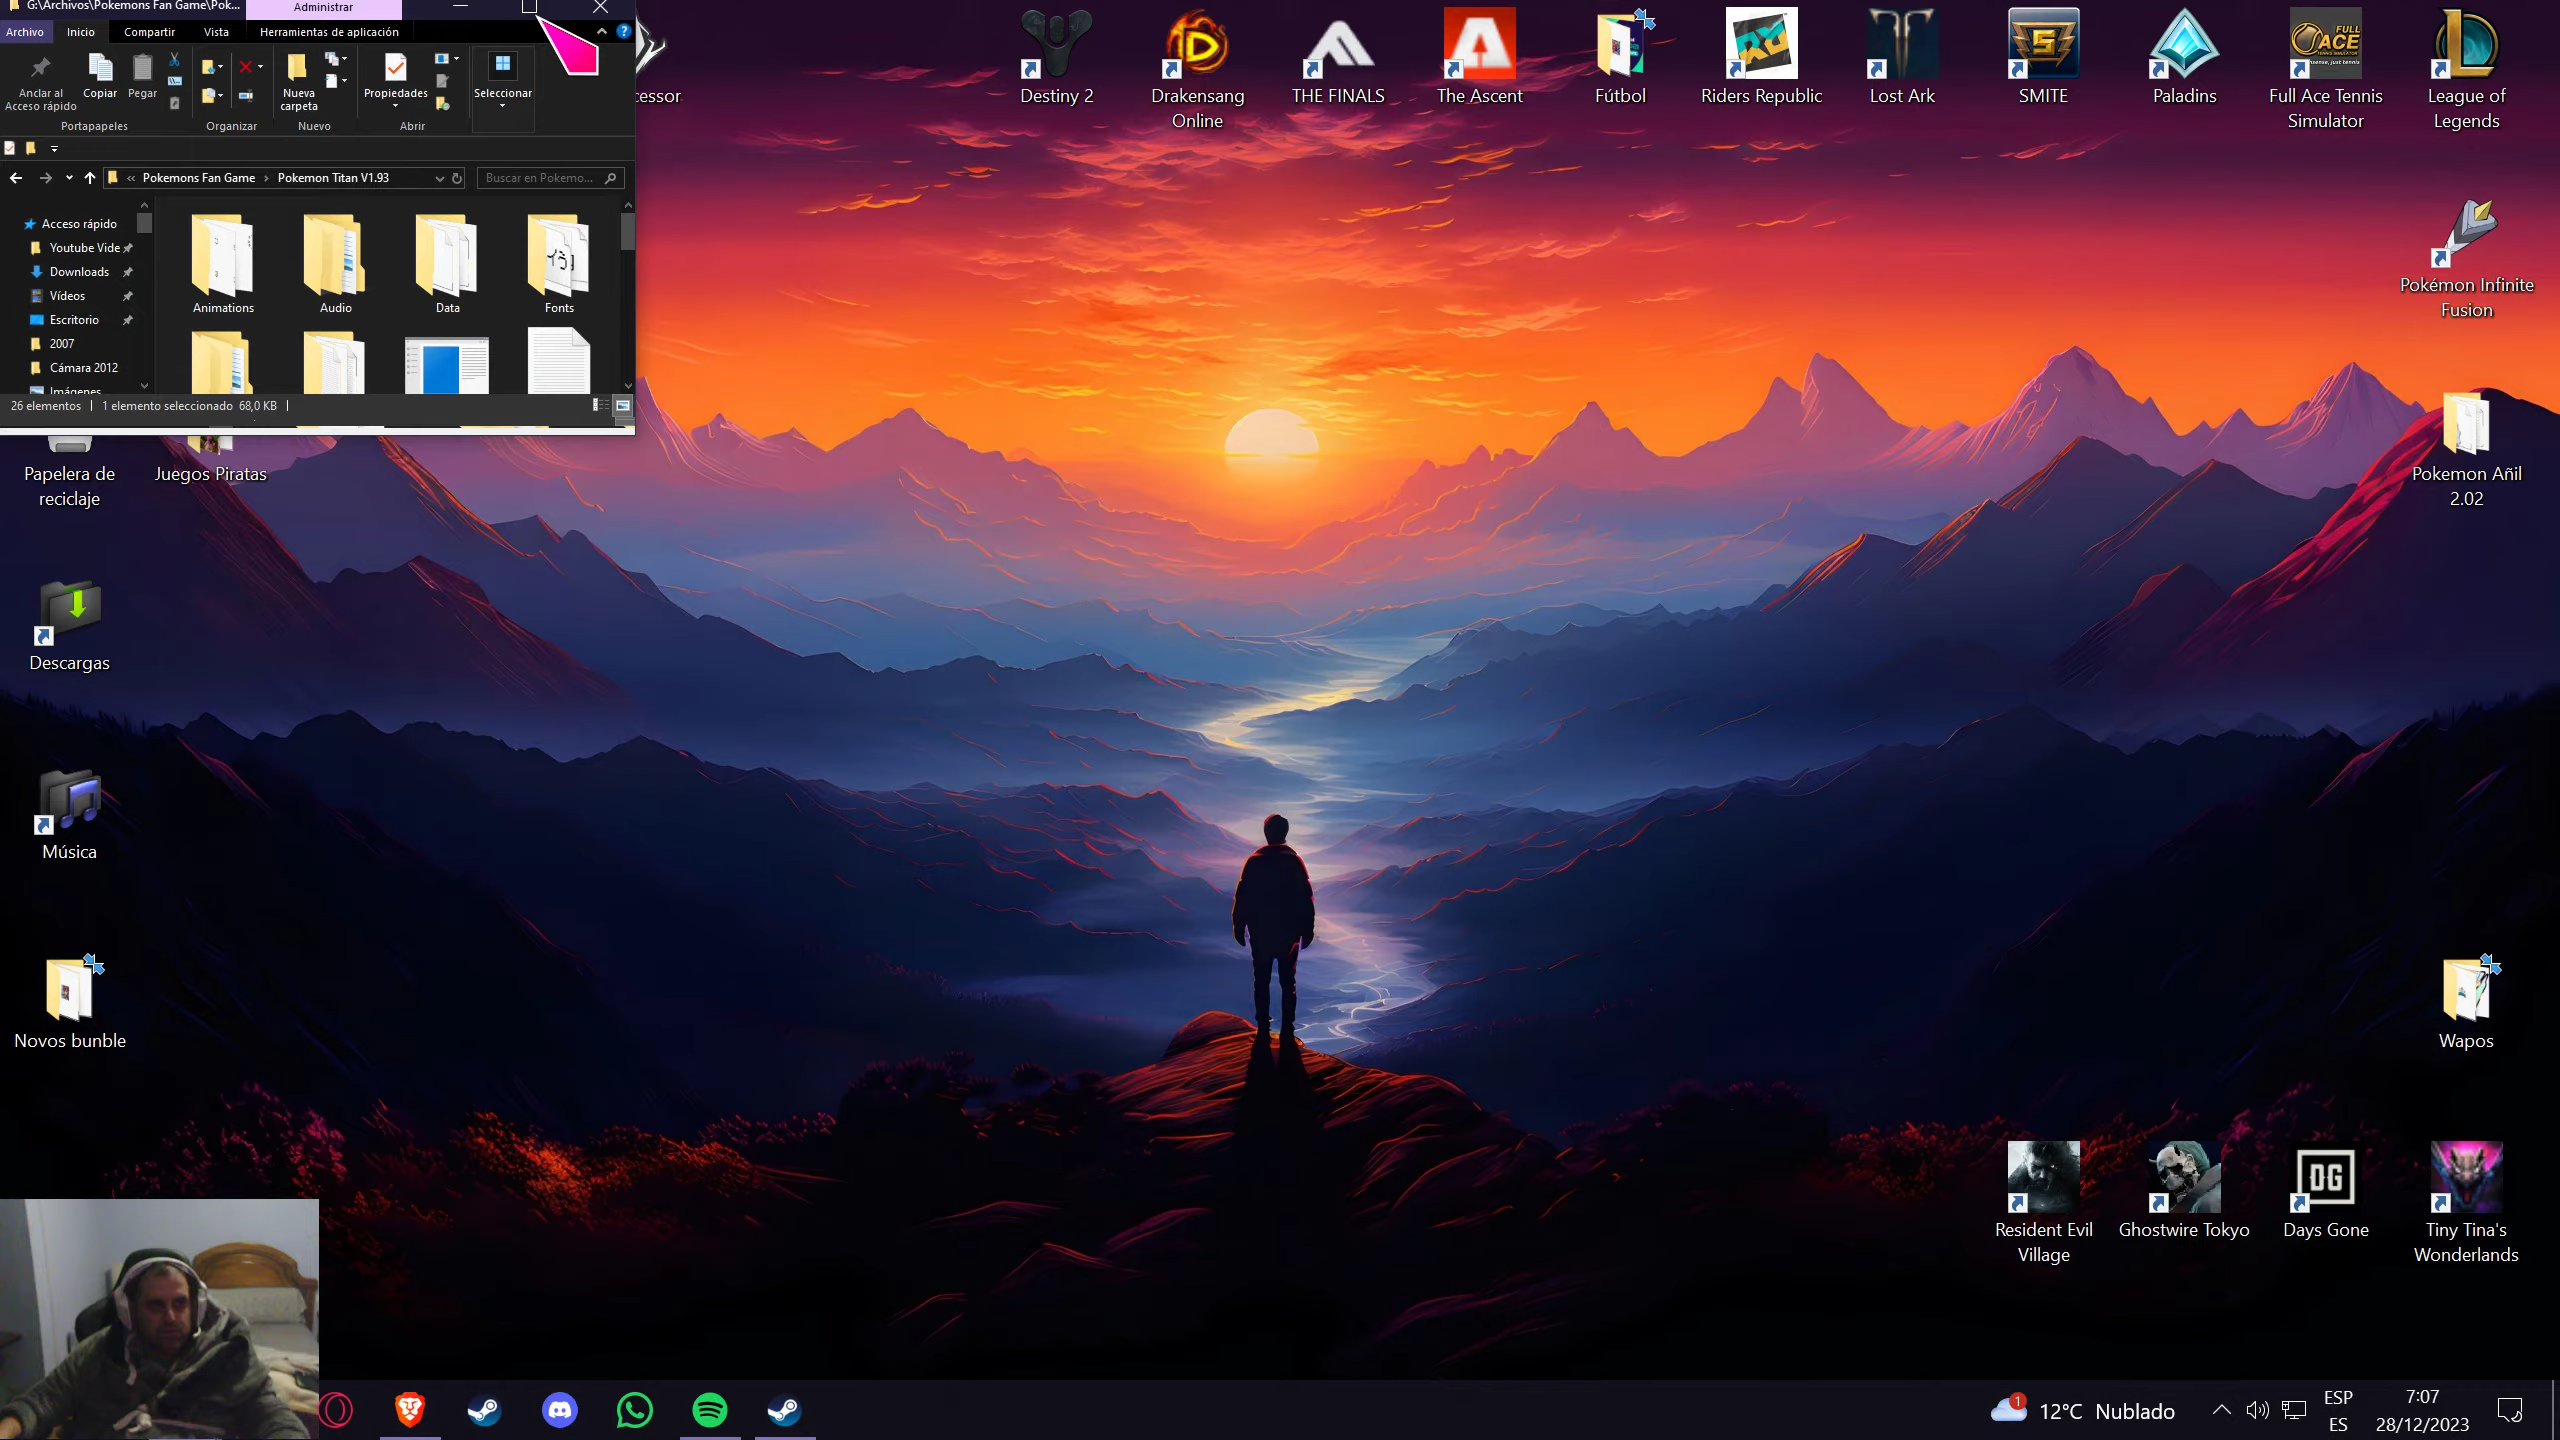 G:\Archivos\Pokemons Fan Game\Pok...
Administrar
Archivo
Inicio
Compartir
Vista
Herramientas de aplicación
Anclar al
Acceso rápido
Copiar
Pegar
Nueva
carpeta
Propiedades
Seleccionar
Portapapeles
Organizar
Nuevo
Abrir
« Pokemons Fan Game › Pokemon Titan V1.93
Buscar en Pokemo...
Acceso rápido
Youtube Vide
Downloads
Vídeos
Escritorio
2007
Cámara 2012
Imágenes
Animations
Audio
Data
Fonts
26 elementos
1 elemento seleccionado 68,0 KB
cessor
Destiny 2
Drakensang
Online
THE FINALS
The Ascent
Fútbol
Riders Republic
Lost Ark
SMITE
Paladins
FULL
ACE
Full Ace Tennis
Simulator
League of
Legends
Pokémon Infinite
Fusion
Pokemon Añil
2.02
Papelera de
reciclaje
Juegos Piratas
Descargas
Música
Novos bunble
Wapos
Resident Evil
Village
Ghostwire Tokyo
DG
Days Gone
Tiny Tina's
Wonderlands
1
12°C Nublado
ESP
ES
7:07
28/12/2023